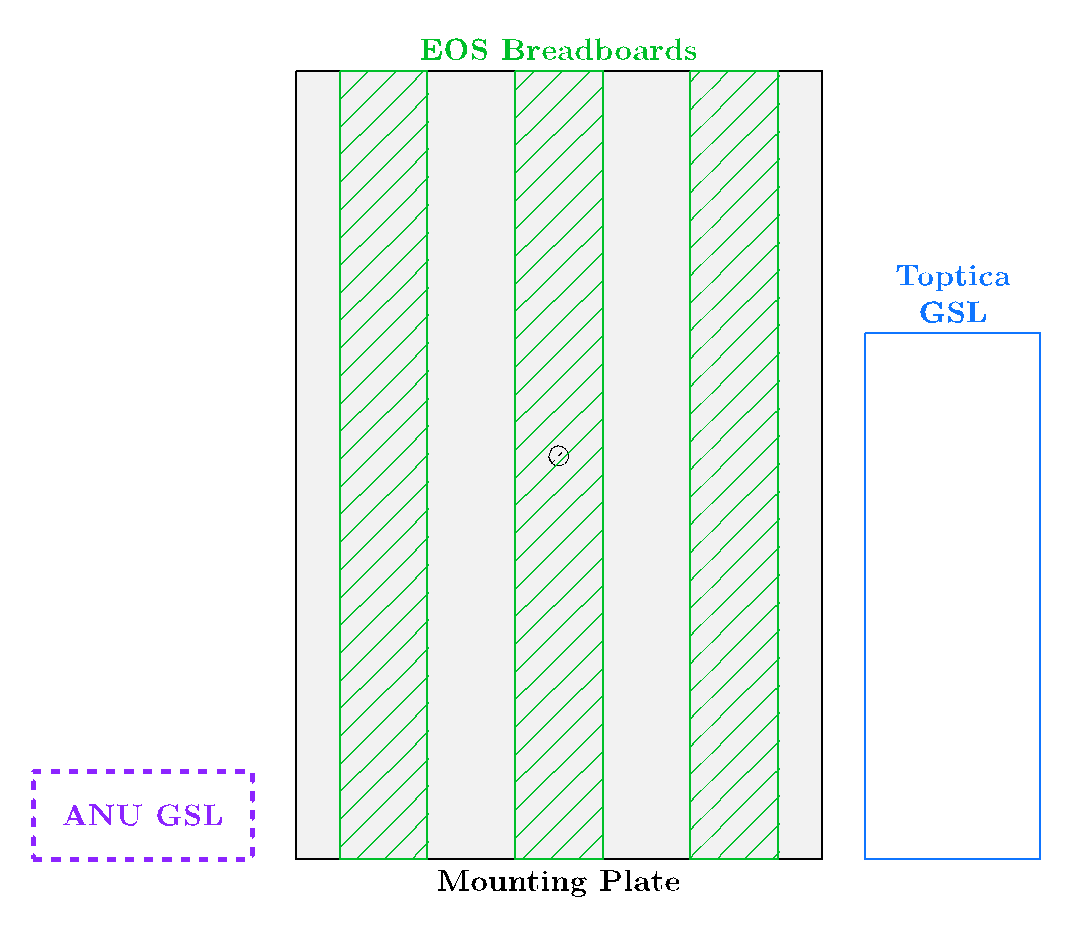 EOS Breadboards
Toptica
GSL
ANU GSL
Mounting Plate